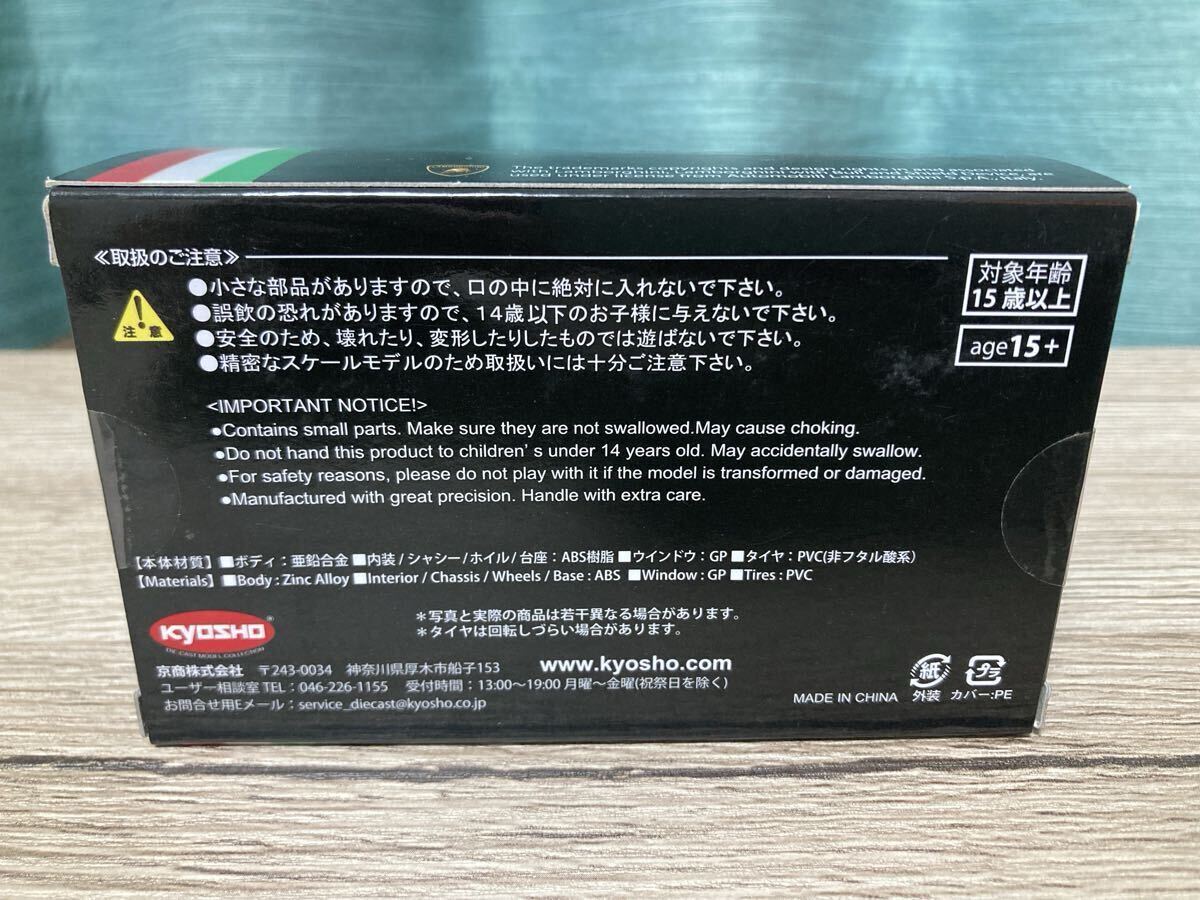 The trademarks copyrights and design rights in and
≪取扱のご注意≫
注 意
●小さな部品がありますので、口の中に絶対に入れないで下さい。
●誤飲の恐れがありますので、14歳以下のお子様に与えないで下さい。
●安全のため、壊れたり、変形したりしたものでは遊ばないで下さい。
●精密なスケールモデルのため取扱いには十分ご注意下さい。
対象年齢
15歳以上
age15+
<IMPORTANT NOTICE!>
●Contains small parts. Make sure they are not swallowed.May cause choking.
●Do not hand this product to children’s under 14 years old. May accidentally swallow.
●For safety reasons, please do not play with it if the model is transformed or damaged.
●Manufactured with great precision. Handle with extra care.
【本体材質】■ボディ：亜鉛合金■内装/シャシー/ホイル/台座：ABS樹脂■ウインドウ：GP■タイヤ：PVC(非フタル酸系)
【Materials】■Body : Zinc Alloy■Interior / Chassis / Wheels / Base : ABS ■Window : GP■Tires : PVC
KYOSHO®
DIE-CAST MODEL COLLECTION
＊写真と実際の商品は若干異なる場合があります。
＊タイヤは回転しづらい場合があります。
京商株式会社 〒243-0034 神奈川県厚木市船子153
www.kyosho.com
ユーザー相談室 TEL：046-226-1155 受付時間：13:00～19:00 月曜～金曜(祝祭日を除く)
お問合せ用Eメール：service_diecast@kyosho.co.jp
MADE IN CHINA
紙
外装
プラ
カバー:PE